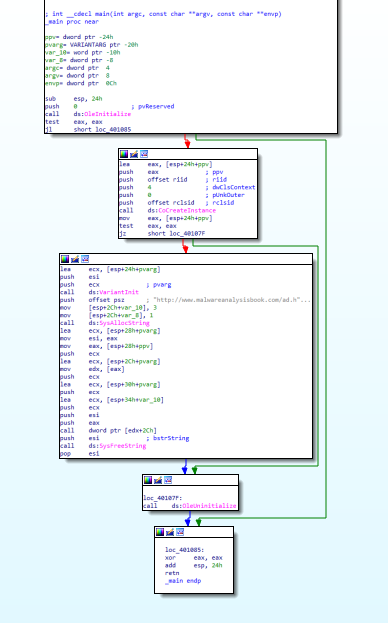 ; int __cdecl main(int argc, const char **argv, const char **envp)
_main proc near
ppv= dword ptr -24h
pvarg= VARIANTARG ptr -20h
var_10= word ptr -10h
var_8= dword ptr -8
argc= dword ptr  4
argv= dword ptr  8
envp= dword ptr  0Ch
sub     esp, 24h
push    0               ; pvReserved
call    ds:OleInitialize
test    eax, eax
jl      short loc_401085
lea     eax, [esp+24h+ppv]
push    eax             ; ppv
push    offset riid     ; riid
push    4               ; dwClsContext
push    0               ; pUnkOuter
push    offset rclsid   ; rclsid
call    ds:CoCreateInstance
mov     eax, [esp+24h+ppv]
test    eax, eax
jz      short loc_40107F
lea     ecx, [esp+24h+pvarg]
push    esi
push    ecx             ; pvarg
call    ds:VariantInit
push    offset psz      ; "http://www.malwareanalysisbook.com/ad.h"...
mov     [esp+2Ch+var_10], 3
mov     [esp+2Ch+var_8], 1
call    ds:SysAllocString
lea     ecx, [esp+28h+pvarg]
mov     esi, eax
mov     eax, [esp+28h+ppv]
push    ecx
lea     ecx, [esp+2Ch+pvarg]
mov     edx, [eax]
push    ecx
lea     ecx, [esp+30h+pvarg]
push    ecx
lea     ecx, [esp+34h+var_10]
push    ecx
push    esi
push    eax
call    dword ptr [edx+2Ch]
push    esi             ; bstrString
call    ds:SysFreeString
pop     esi
loc_40107F:
call    ds:OleUninitialize
loc_401085:
xor     eax, eax
add     esp, 24h
retn
_main endp